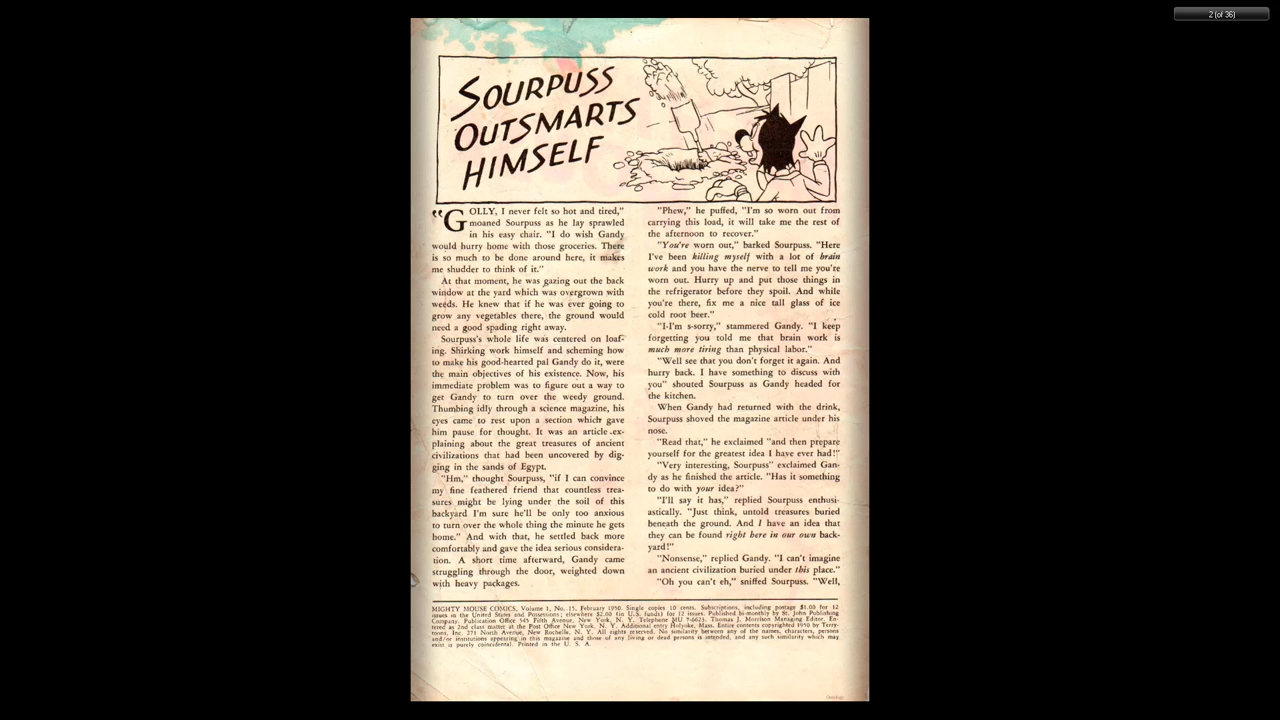 2 (of 36)
SOURPUSS
OUTSMARTS
HIMSELF
"GOLLY, I never felt so hot and tired,"
moaned Sourpuss as he lay sprawled
in his easy chair. "I do wish Gandy
would hurry home with those groceries. There
is so much to be done around here, it makes
me shudder to think of it."
At that moment, he was gazing out the back
window at the yard which was overgrown with
weeds. He knew that if he was ever going to
grow any vegetables there, the ground would
need a good spading right away.
Sourpuss's whole life was centered on loaf-
ing. Shirking work himself and scheming how
to make his good-hearted pal Gandy do it, were
the main objectives of his existence. Now, his
immediate problem was to figure out a way to
get Gandy to turn over the weedy ground.
Thumbing idly through a science magazine, his
eyes came to rest upon a section which gave
him pause for thought. It was an article ex-
plaining about the great treasures of ancient
civilizations that had been uncovered by dig-
ging in the sands of Egypt.
"Hm," thought Sourpuss, "if I can convince
my fine feathered friend that countless trea-
sures might be lying under the soil of this
backyard I'm sure he'll be only too anxious
to turn over the whole thing the minute he gets
home." And with that, he settled back more
comfortably and gave the idea serious considera-
tion. A short time afterward, Gandy came
struggling through the door, weighted down
with heavy packages.
"Phew," he puffed, "I'm so worn out from
carrying this load, it will take me the rest of
the afternoon to recover."
"You're worn out," barked Sourpuss. "Here
I've been killing myself with a lot of brain
work and you have the nerve to tell me you're
worn out. Hurry up and put those things in
the refrigerator before they spoil. And while
you're there, fix me a nice tall glass of ice
cold root beer."
"I-I'm s-sorry," stammered Gandy. "I keep
forgetting you told me that brain work is
much more tiring than physical labor."
"Well see that you don't forget it again. And
hurry back. I have something to discuss with
you" shouted Sourpuss as Gandy headed for
the kitchen.
When Gandy had returned with the drink,
Sourpuss shoved the magazine article under his
nose.
"Read that," he exclaimed "and then prepare
yourself for the greatest idea I have ever had!"
"Very interesting, Sourpuss" exclaimed Gan-
dy as he finished the article. "Has it something
to do with your idea?"
"I'll say it has," replied Sourpuss enthusi-
astically. "Just think, untold treasures buried
beneath the ground. And I have an idea that
they can be found right here in our own back-
yard!"
"Nonsense," replied Gandy. "I can't imagine
an ancient civilization buried under this place."
"Oh you can't eh," sniffed Sourpuss. "Well,
MIGHTY MOUSE COMICS, Volume 1, No. 15, February 1950. Single copies 10 cents. Subscriptions, including postage $1.00 for 12
issues in the United States and Possessions; elsewhere $2.00 (in U.S. funds) for 12 issues. Published bi-monthly by St. John Publishing
Company. Publication Office 545 Fifth Avenue, New York, N. Y. Telephone MU 7-6623. Thomas J. Morrison Managing Editor. En-
tered as 2nd class matter at the Post Office New York, N. Y. Additional entry Holyoke, Mass. Entire contents copyrighted 1950 by Terry-
toons, Inc. 271 North Avenue, New Rochelle, N. Y. All rights reserved. No similarity between any of the names, characters, persons
and/or institutions appearing in this magazine and those of any living or dead persons is intended, and any such similarity which may
exist is purely coincidental. Printed in the U. S. A.